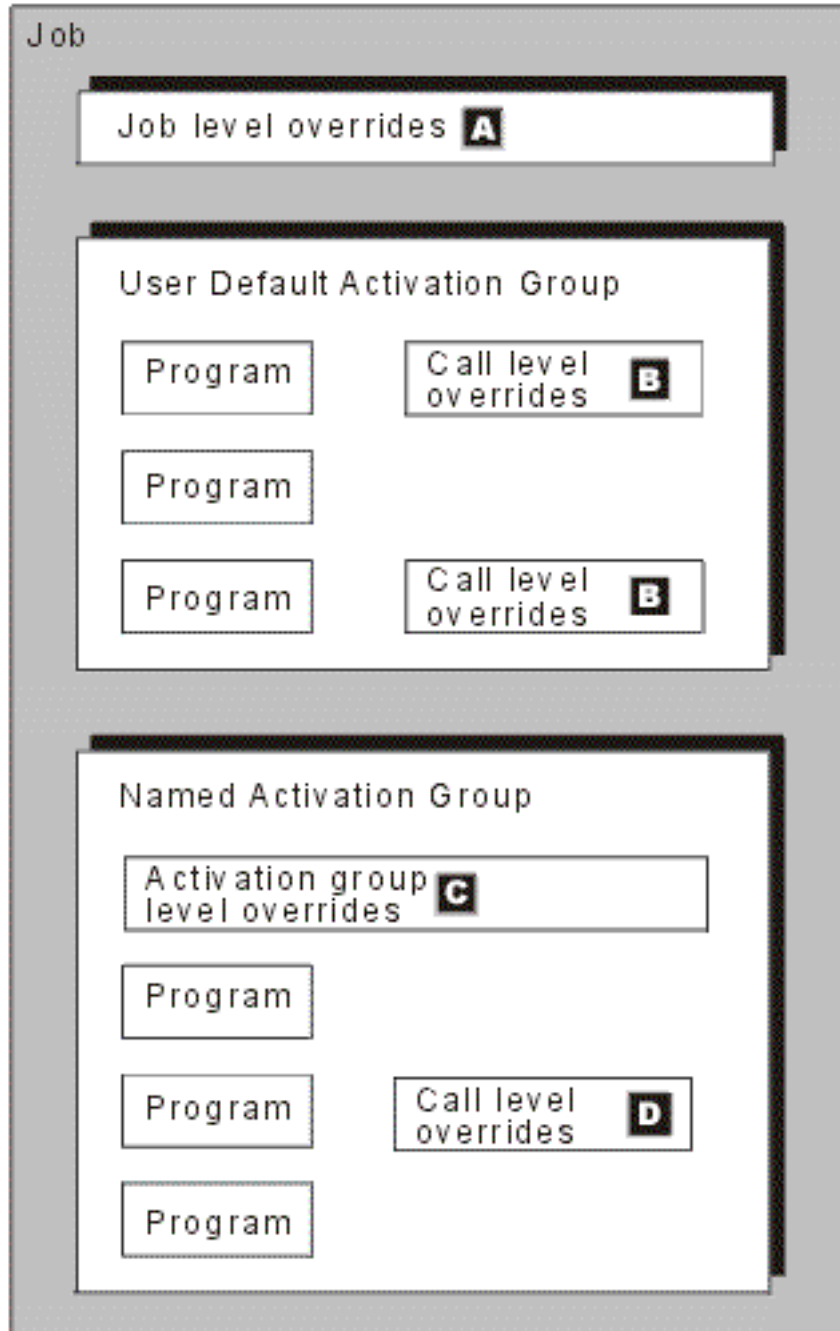 Job
Job level overrides A
User Default Activation Group
Program
Call level
overrides B
Program
Program
Call level
overrides B
Named Activation Group
Activation group
level overrides C
Program
Program
Call level
overrides D
Program